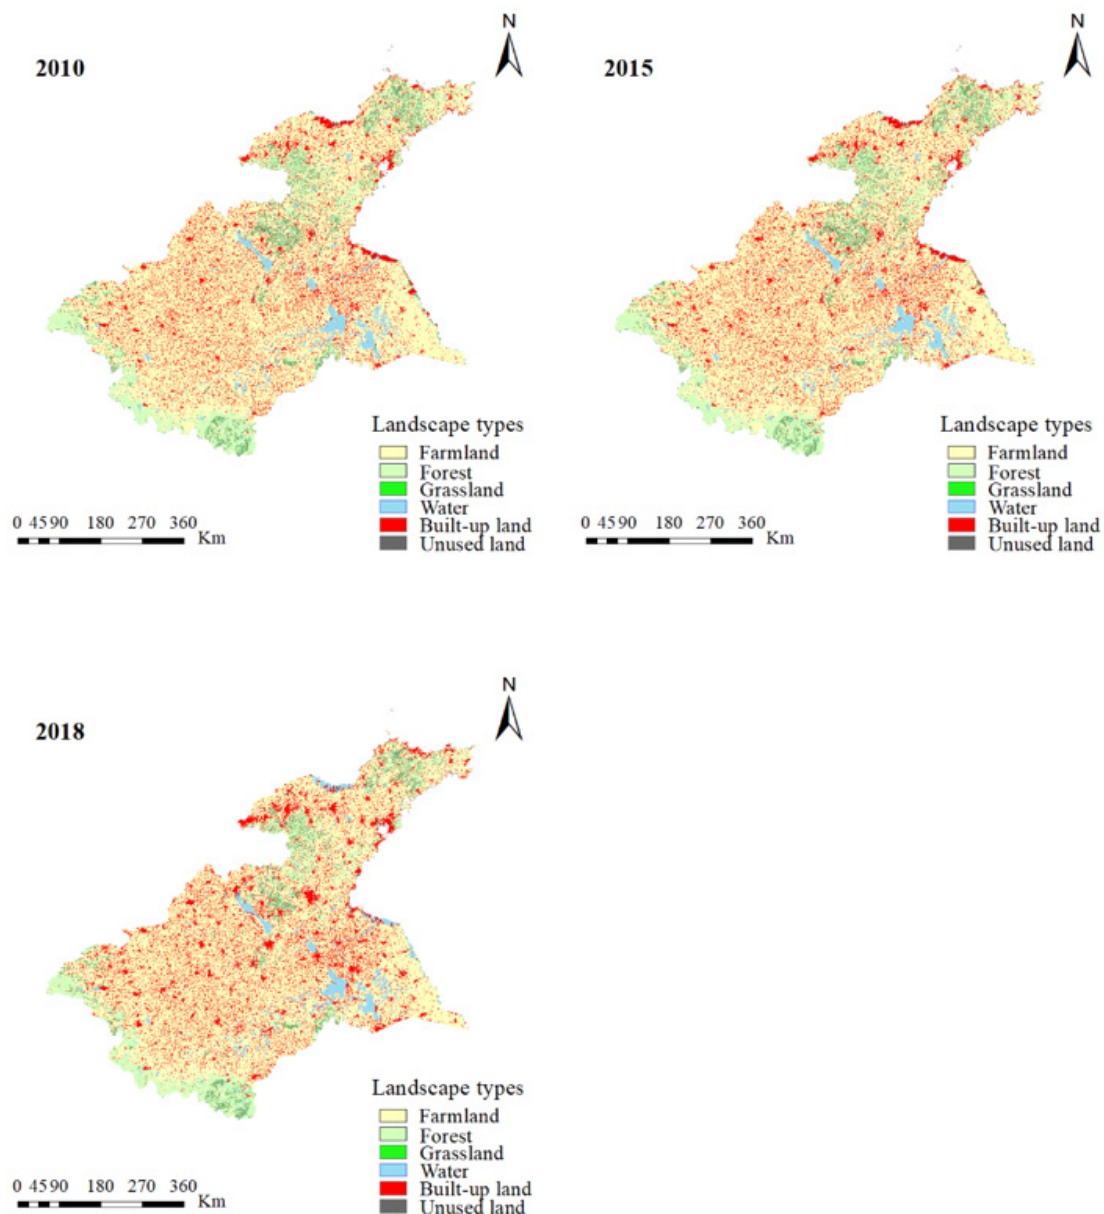 N
2010
Landscape types
Farmland
Forest
Grassland
Water
Built-up land
Unused land
0 45 90 180 270 360
Km
N
2015
Landscape types
Farmland
Forest
Grassland
Water
Built-up land
Unused land
0 45 90 180 270 360
Km
N
2018
Landscape types
Farmland
Forest
Grassland
Water
Built-up land
Unused land
0 45 90 180 270 360
Km